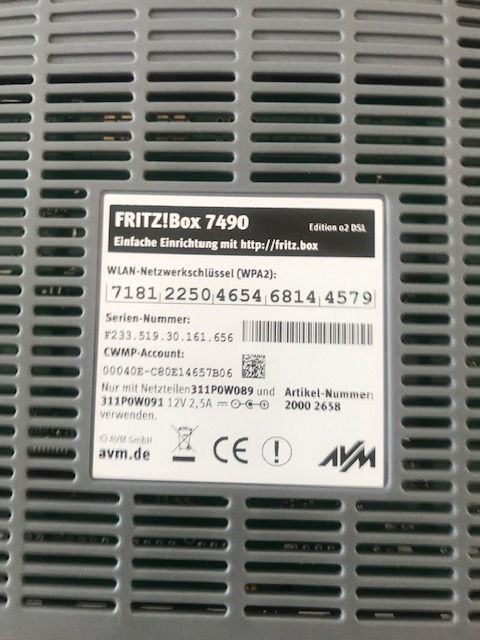 FRITZ!Box 7490 Edition o2 DSL
Einfache Einrichtung mit http://fritz.box
WLAN-Netzwerkschlüssel (WPA2):
7181 2250 4654 6814 4579
Serien-Nummer:
F233.519.30.161.656
CWMP-Account:
00040E-C80E14657B06
Nur mit Netzteilen 311P0W089 und
311P0W091 12V 2,5A
verwenden.
Artikel-Nummer:
2000 2658
© AVM GmbH
avm.de
CE
AVM